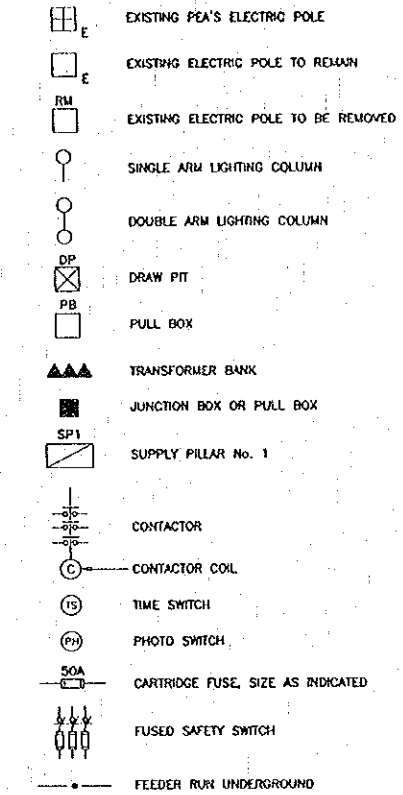 EXISTING PEA'S ELECTRIC POLE
E
EXISTING ELECTRIC POLE TO REMAIN
E
RM
EXISTING ELECTRIC POLE TO BE REMOVED
SINGLE ARM LIGHTING COLUMN
DOUBLE ARM LIGHTING COLUMN
DP
DRAW PIT
PB
PULL BOX
TRANSFORMER BANK
JUNCTION BOX OR PULL BOX
SP1
SUPPLY PILLAR No. 1
CONTACTOR
C CONTACTOR COIL
TS TIME SWITCH
PH PHOTO SWITCH
50A
CARTRIDGE FUSE, SIZE AS INDICATED
FUSED SAFETY SWITCH
FEEDER RUN UNDERGROUND